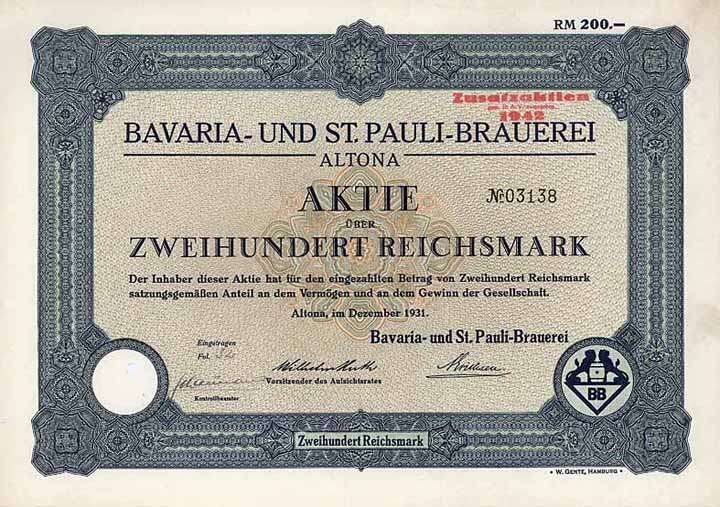 RM 200.—
Zusatzaktien
1942
BAVARIA- UND ST. PAULI-BRAUEREI
ALTONA
AKTIE
№ 03138
ÜBER
ZWEIHUNDERT REICHSMARK
Der Inhaber dieser Aktie hat für den eingezahlten Betrag von Zweihundert Reichsmark
satzungsgemäßen Anteil an dem Vermögen und an dem Gewinn der Gesellschaft.
Altona, im Dezember 1931.
Bavaria- und St. Pauli-Brauerei
Eingetragen
Fol.
Vorsitzender des Aufsichtsrates
Kontrollbeamter
BB
Zweihundert Reichsmark
• W. GENTE, HAMBURG •